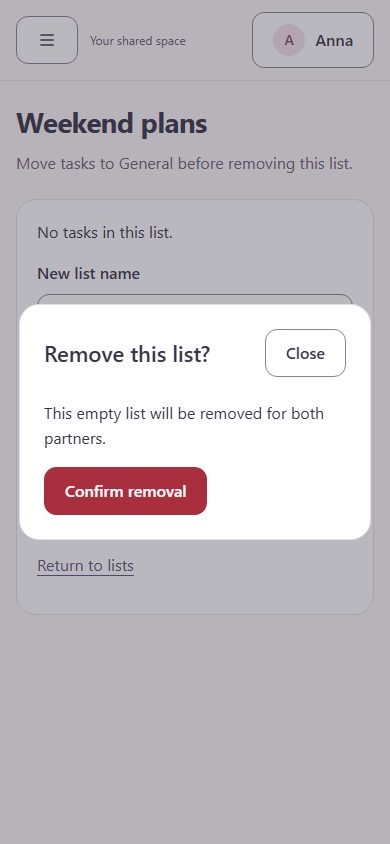 Your shared space
A
Anna
Weekend plans
Move tasks to General before removing this list.
No tasks in this list.
New list name
Remove this list?
Close
This empty list will be removed for both
partners.
Confirm removal
Return to lists